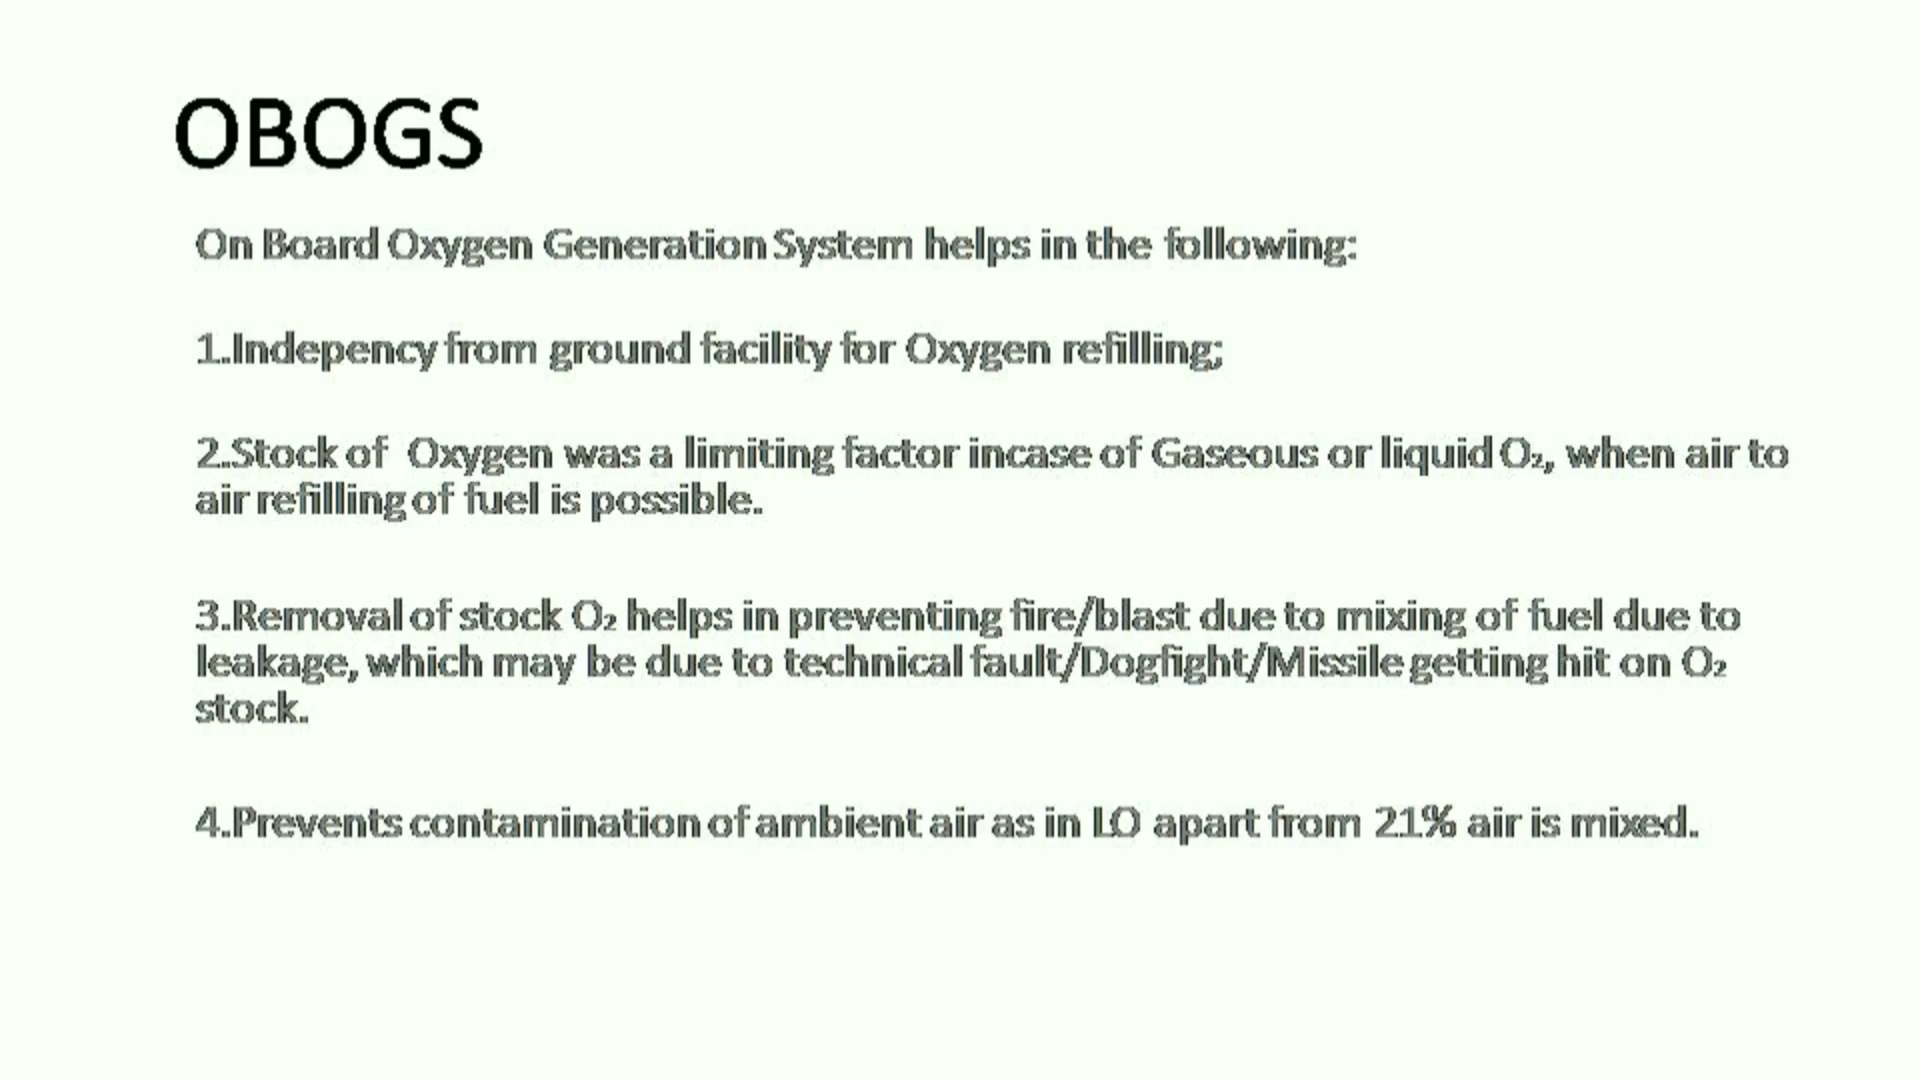 OBOGS
On Board Oxygen Generation System helps in the following:
1.Indepency from ground facility for Oxygen refilling;
2.Stock of Oxygen was a limiting factor incase of Gaseous or liquid O₂, when air to
air refilling of fuel is possible.
3.Removal of stock O₂ helps in preventing fire/blast due to mixing of fuel due to
leakage, which may be due to technical fault/Dogfight/Missile getting hit on O₂
stock.
4.Prevents contamination of ambient air as in LO apart from 21% air is mixed.